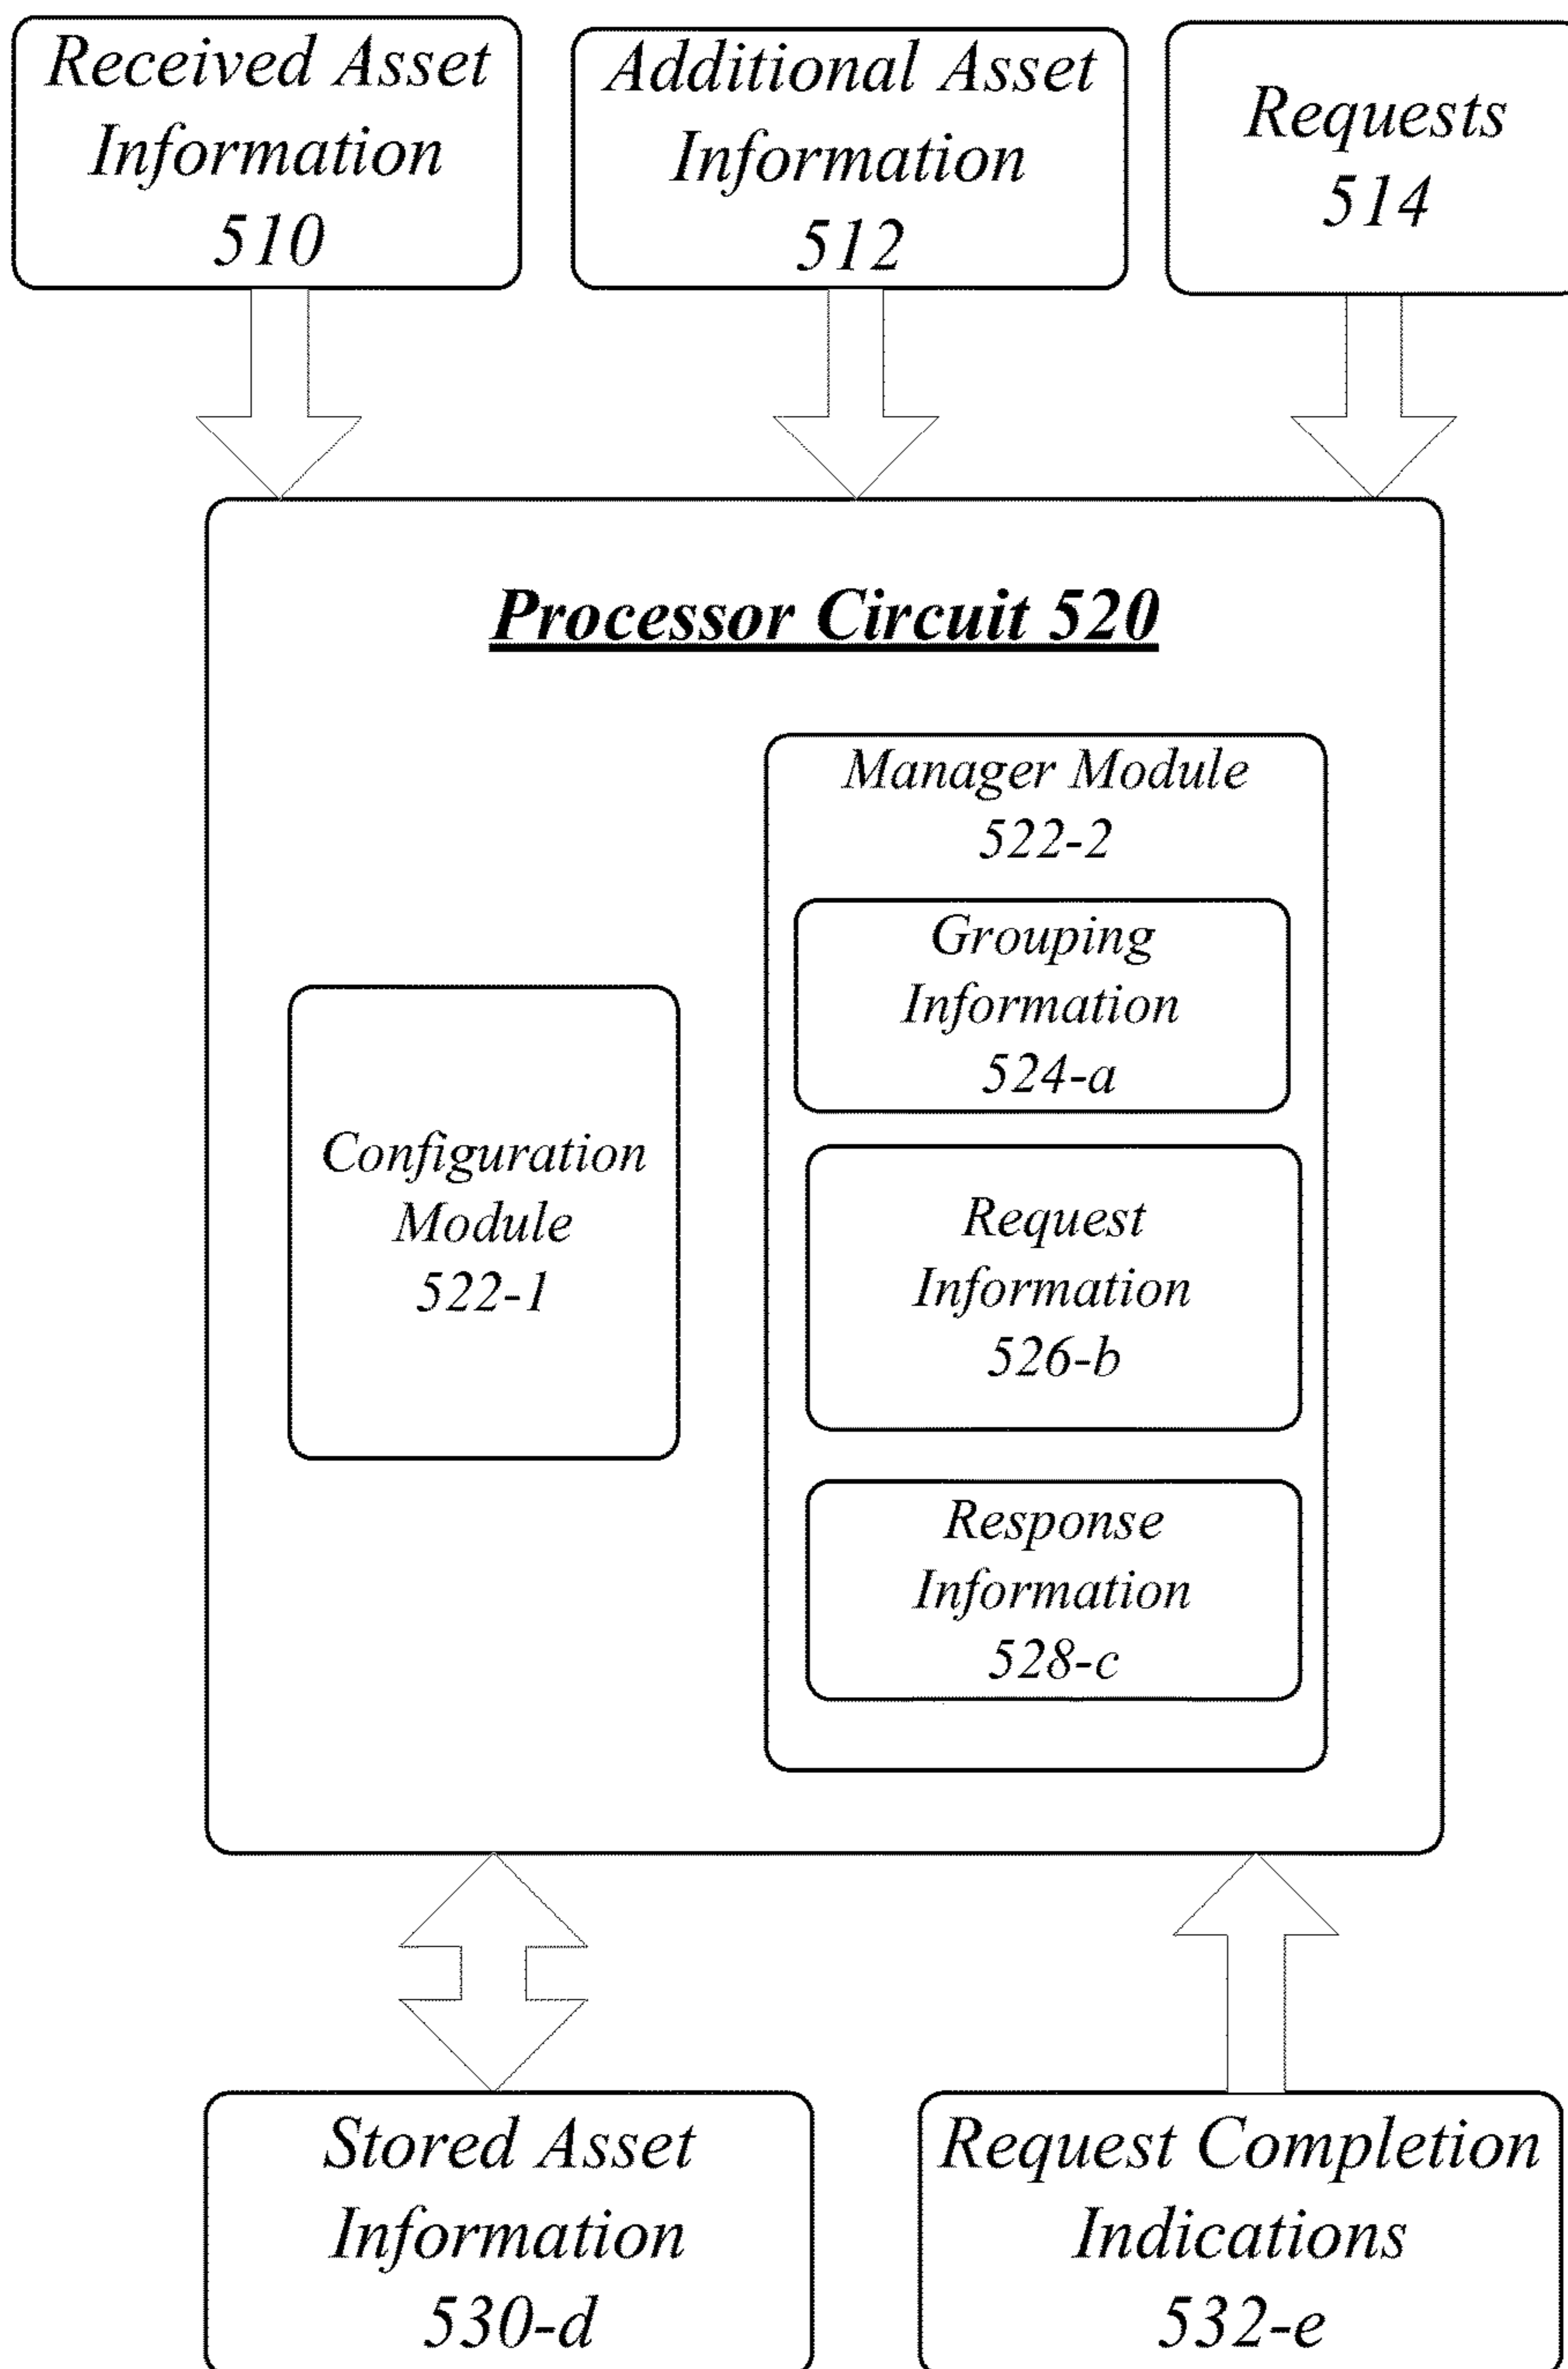 Received Asset
Information
510
Additional Asset
Information
512
Requests
514
Processor Circuit 520
Configuration
Module
522-1
Manager Module
522-2
Grouping
Information
524-a
Request
Information
526-b
Response
Information
528-c
Stored Asset
Information
530-d
Request Completion
Indications
532-e